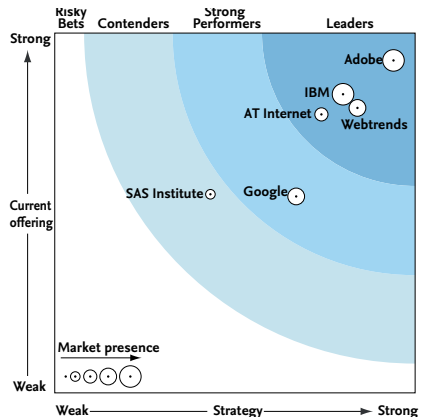 Risky
Bets
Contenders
Strong
Performers
Leaders
Strong
Adobe
IBM
AT Internet
Webtrends
SAS Institute
Google
Current
offering
Market presence
Weak
Weak
Strategy
Strong